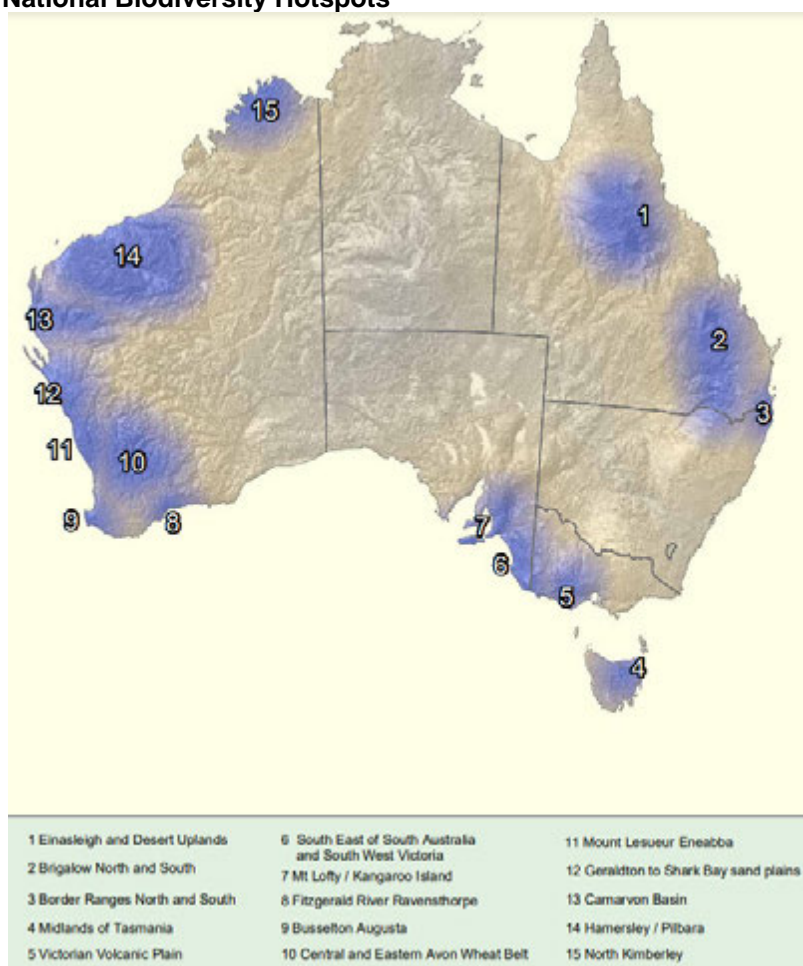 National Biodiversity Hotspots
15
1
14
13
2
12
3
11
10
9
8
7
6
5
4
1 Einasleigh and Desert Uplands
2 Brigalow North and South
3 Border Ranges North and South
4 Midlands of Tasmania
5 Victorian Volcanic Plain
6 South East of South Australia
and South West Victoria
7 Mt Lofty / Kangaroo Island
8 Fitzgerald River Ravensthorpe
9 Busselton Augusta
10 Central and Eastern Avon Wheat Belt
11 Mount Lesueur Eneabba
12 Geraldton to Shark Bay sand plains
13 Carnarvon Basin
14 Hamersley / Pilbara
15 North Kimberley